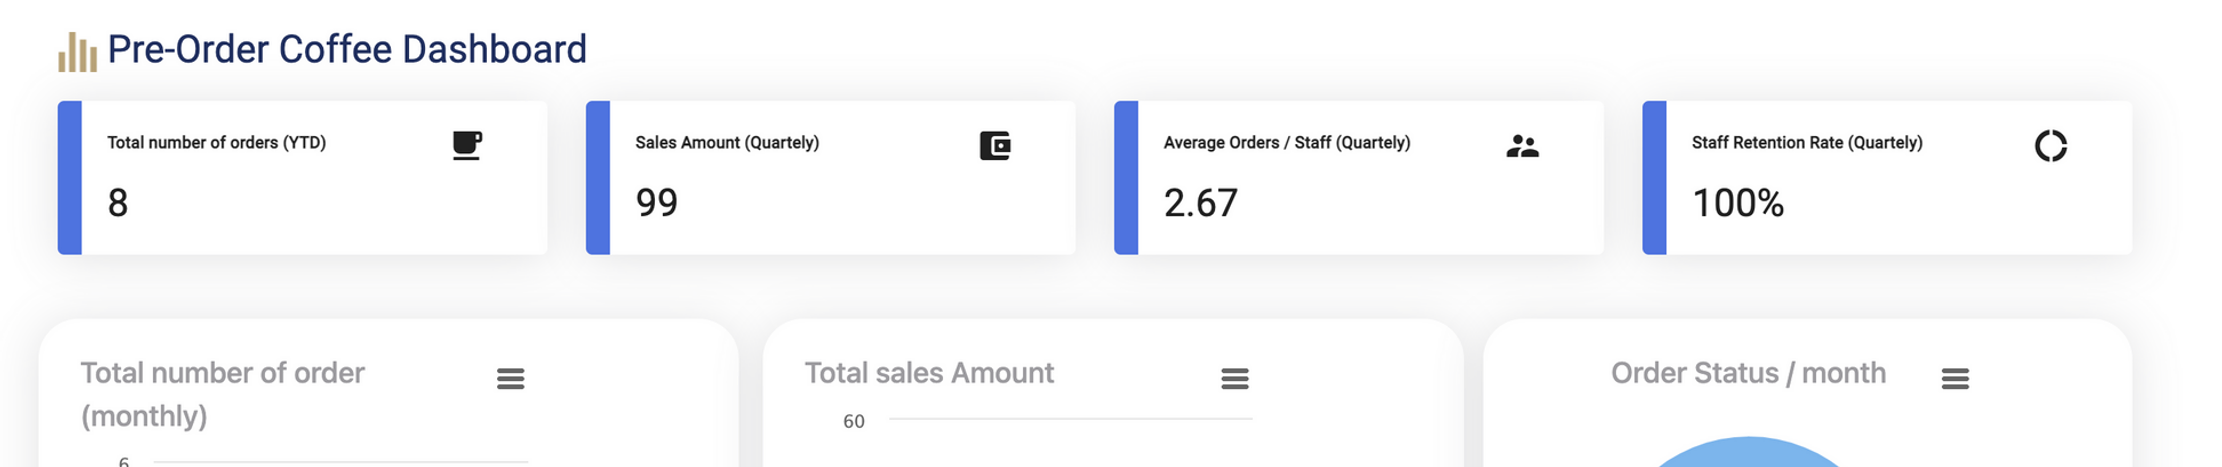 Pre-Order Coffee Dashboard
Total number of orders (YTD)
8
Sales Amount (Quartely)
99
Average Orders / Staff (Quartely)
2.67
Staff Retention Rate (Quartely)
100%
Total number of order
(monthly)
6
Total sales Amount
60
Order Status / month